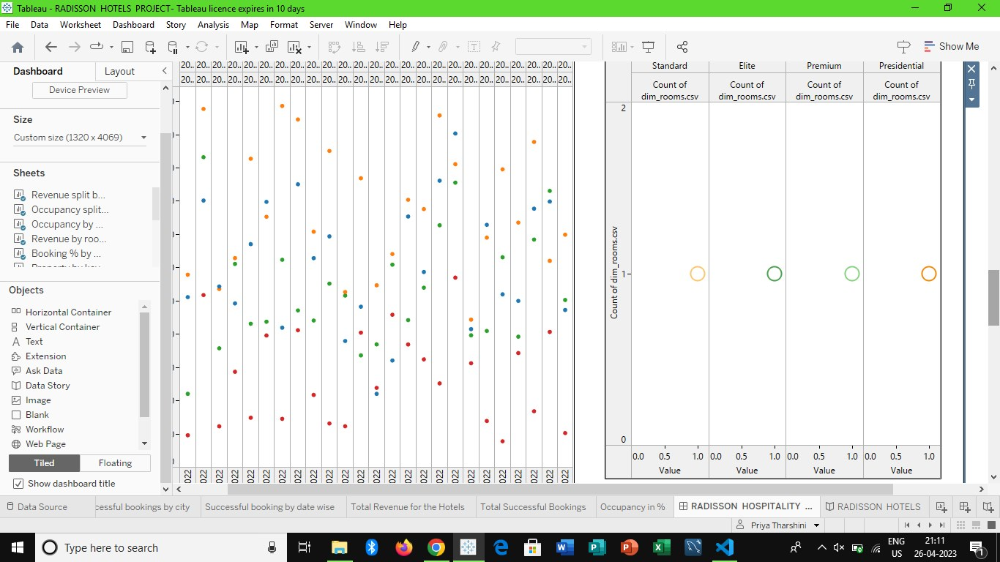 Tableau - RADISSON HOTELS PROJECT- Tableau licence expires in 10 days
File Data Worksheet Dashboard Story Analysis Map Format Server Window Help
Show Me
Dashboard Layout
Device Preview
Size
Custom size (1320 x 4069)
Sheets
Revenue split b...
Occupancy split...
Occupancy by ...
Revenue by roo...
Booking % by ...
Objects
Horizontal Container
Vertical Container
Text
Extension
Ask Data
Data Story
Image
Blank
Workflow
Web Page
Tiled Floating
Show dashboard title
20.. 20.. 20.. 20.. 20.. 20.. 20.. 20.. 20.. 20.. 20.. 20.. 20.. 20.. 20.. 20.. 20.. 20.. 20.. 20.. 20.. 20.. 20.. 20.. 20..
20.. 20.. 20.. 20.. 20.. 20.. 20.. 20.. 20.. 20.. 20.. 20.. 20.. 20.. 20.. 20.. 20.. 20.. 20.. 20.. 20.. 20.. 20.. 20.. 20..
022 022 022 022 022 022 022 022 022 022 022 022 022 022 022 022 022 022 022 022 022 022 022 022 022
Standard Elite Premium Presidential
Count of Count of Count of Count of
dim_rooms.csv dim_rooms.csv dim_rooms.csv dim_rooms.csv
2
1
0
Count of dim_rooms.csv
0.0 0.5 1.0 0.0 0.5 1.0 0.0 0.5 1.0 0.0 0.5 1.0
Value Value Value Value
Data Source cessful bookings by city Successful booking by date wise Total Revenue for the Hotels Total Successful Bookings Occupancy in % RADISSON HOSPITALITY ... RADISSON HOTELS
Priya Tharshini
Type here to search
ENG
US
21:11
26-04-2023
1